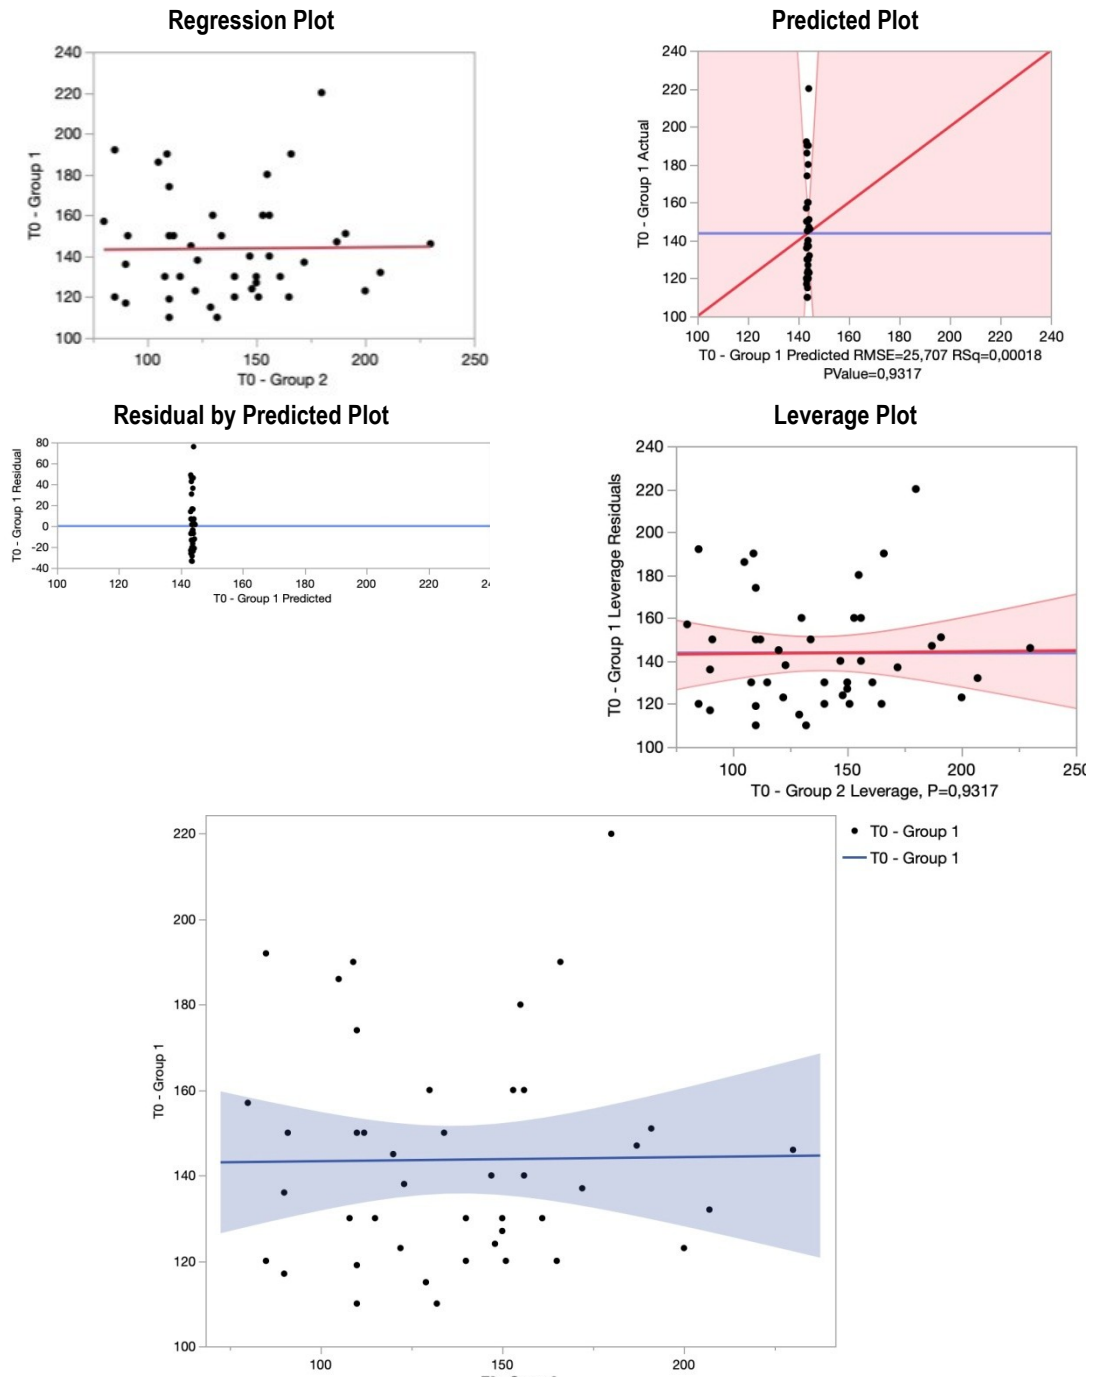 Regression Plot
240
220
200
180
160
140
120
100
T0 - Group 1
100 150 200 250
T0 - Group 2
Predicted Plot
240
220
200
180
160
140
120
100
T0 - Group 1 Actual
100 120 140 160 180 200 220 240
T0 - Group 1 Predicted RMSE=25,707 RSq=0,00018
PValue=0,9317
Residual by Predicted Plot
80
60
40
20
0
-20
-40
T0 - Group 1 Residual
100 120 140 160 180 200 220
T0 - Group 1 Predicted
Leverage Plot
240
220
200
180
160
140
120
100
T0 - Group 1 Leverage Residuals
100 150 200 250
T0 - Group 2 Leverage, P=0,9317
220
200
180
160
140
120
100
T0 - Group 1
100 150 200
T0 - Group 1
T0 - Group 1